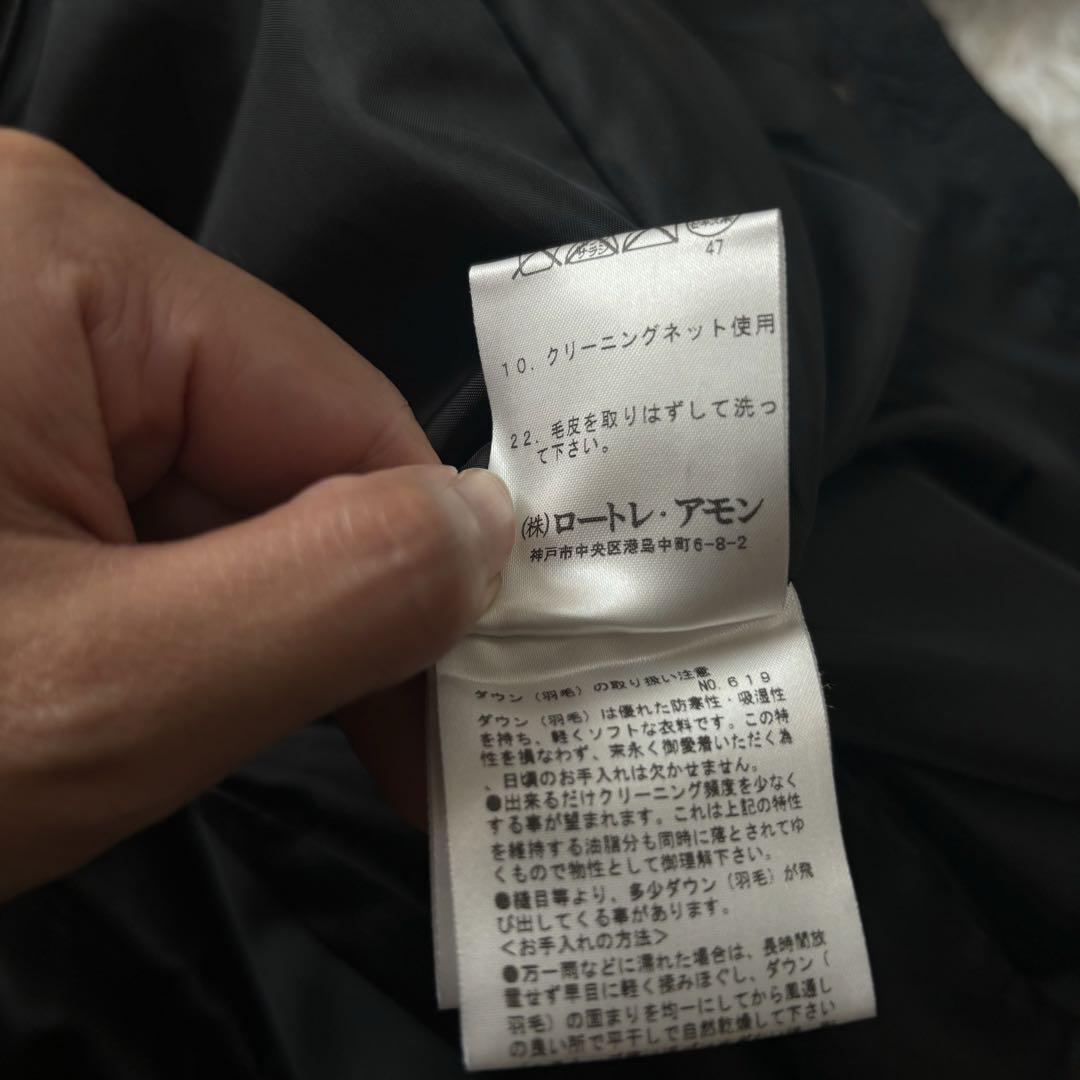 サラシ
47
10. クリーニングネット使用
22. 毛皮を取りはずして洗っ
て下さい。
(株)ロートレ・アモン
神戸市中央区港島中町6-8-2
ダウン (羽毛) の取り扱い注意
NO.619
ダウン (羽毛) は優れた防寒性・吸湿性
を持ち、軽くソフトな衣料です。この特
性を損なわず、末永く御愛着いただく為
、日頃のお手入れは欠かせません。
●出来るだけクリーニング頻度を少なく
する事が望まれます。これは上記の特性
を維持する油脂分も同時に落とされてゆ
くもので物性として御理解下さい。
●縫目等より、多少ダウン (羽毛) が飛
び出してくる事があります。
<お手入れの方法>
●万一雨などに濡れた場合は、長時間放
置せず早目に軽く揉みほぐし、ダウン (
羽毛) の固まりを均一にしてから風通し
の良い所で平干しで自然乾燥して下さい